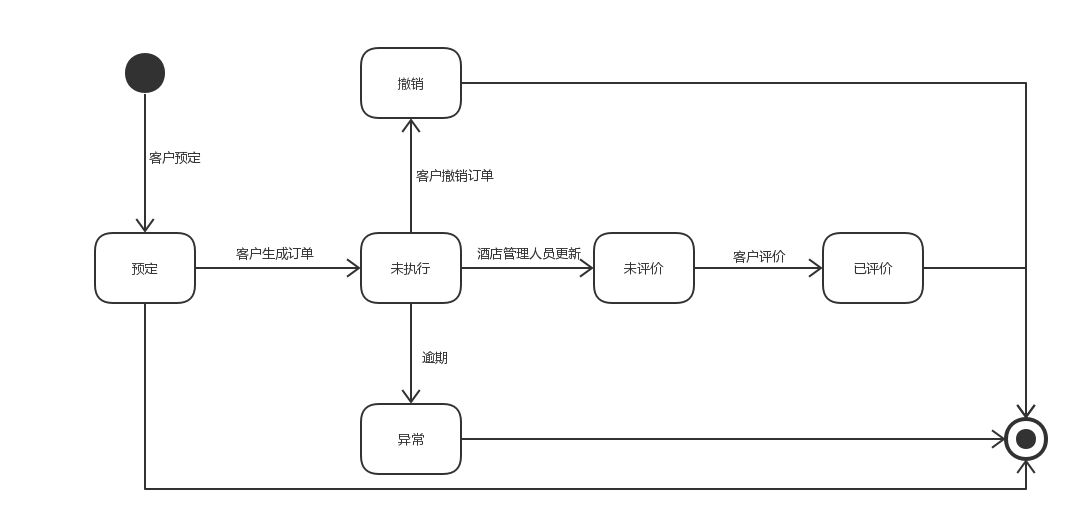 撤销
客户预定
客户撤销订单
预定
客户生成订单
未执行
酒店管理人员更新
未评价
客户评价
已评价
逾期
异常